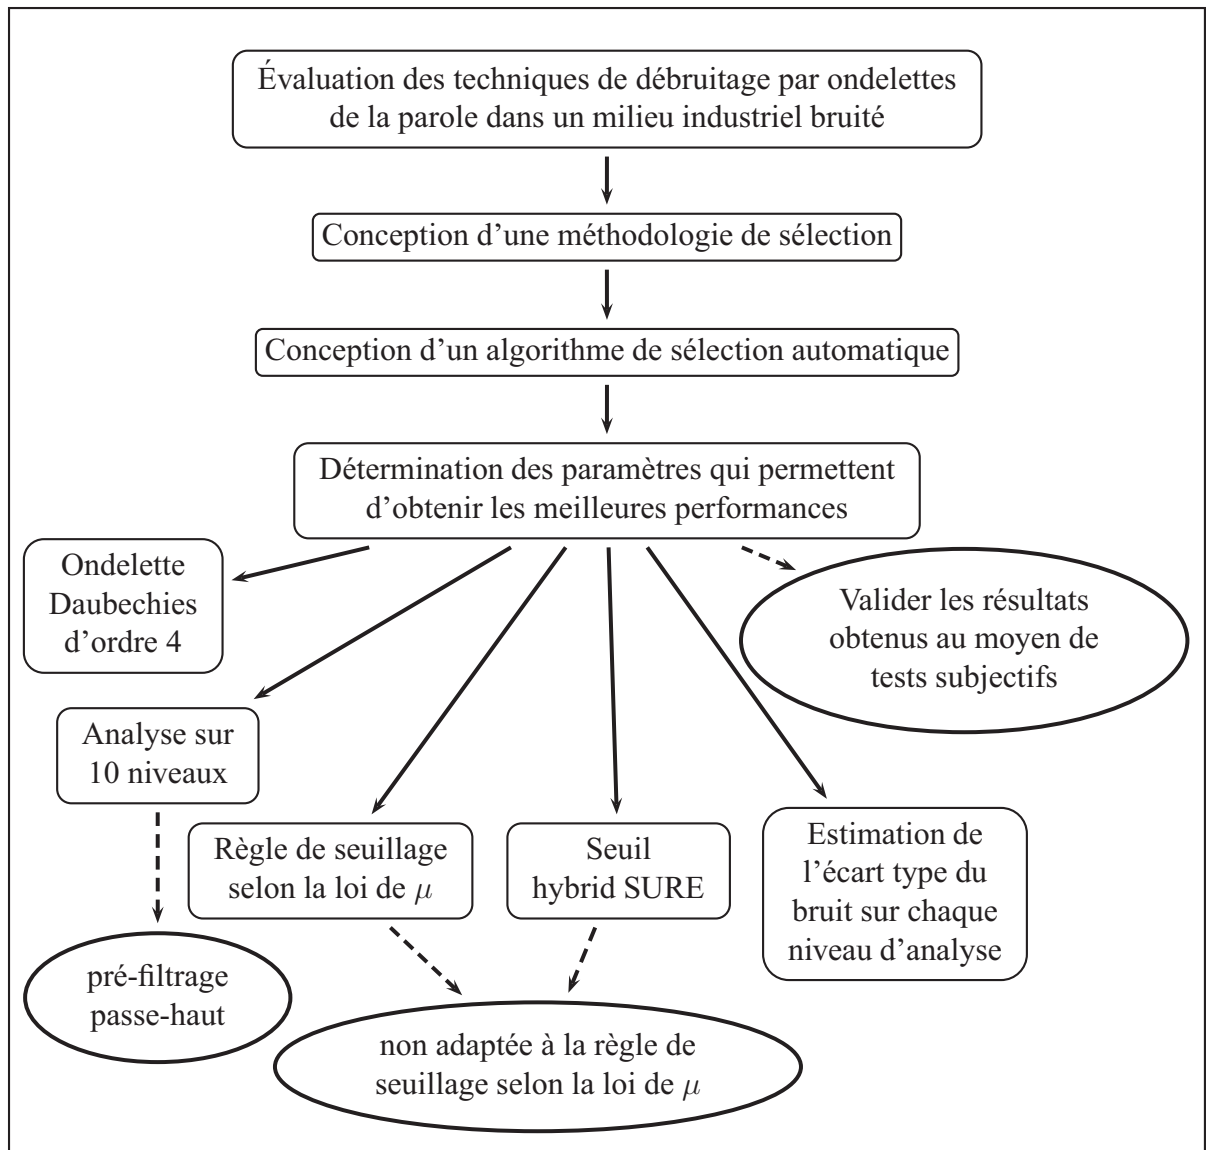 Évaluation des techniques de débruitage par ondelettes
de la parole dans un milieu industriel bruité
Conception d’une méthodologie de sélection
Conception d’un algorithme de sélection automatique
Détermination des paramètres qui permettent
d’obtenir les meilleures performances
Ondelette
Daubechies
d’ordre 4
Valider les résultats
obtenus au moyen de
tests subjectifs
Analyse sur
10 niveaux
Règle de seuillage
selon la loi de μ
Seuil
hybrid SURE
Estimation de
l’écart type du
bruit sur chaque
niveau d’analyse
pré-filtrage
passe-haut
non adaptée à la règle de
seuillage selon la loi de μ